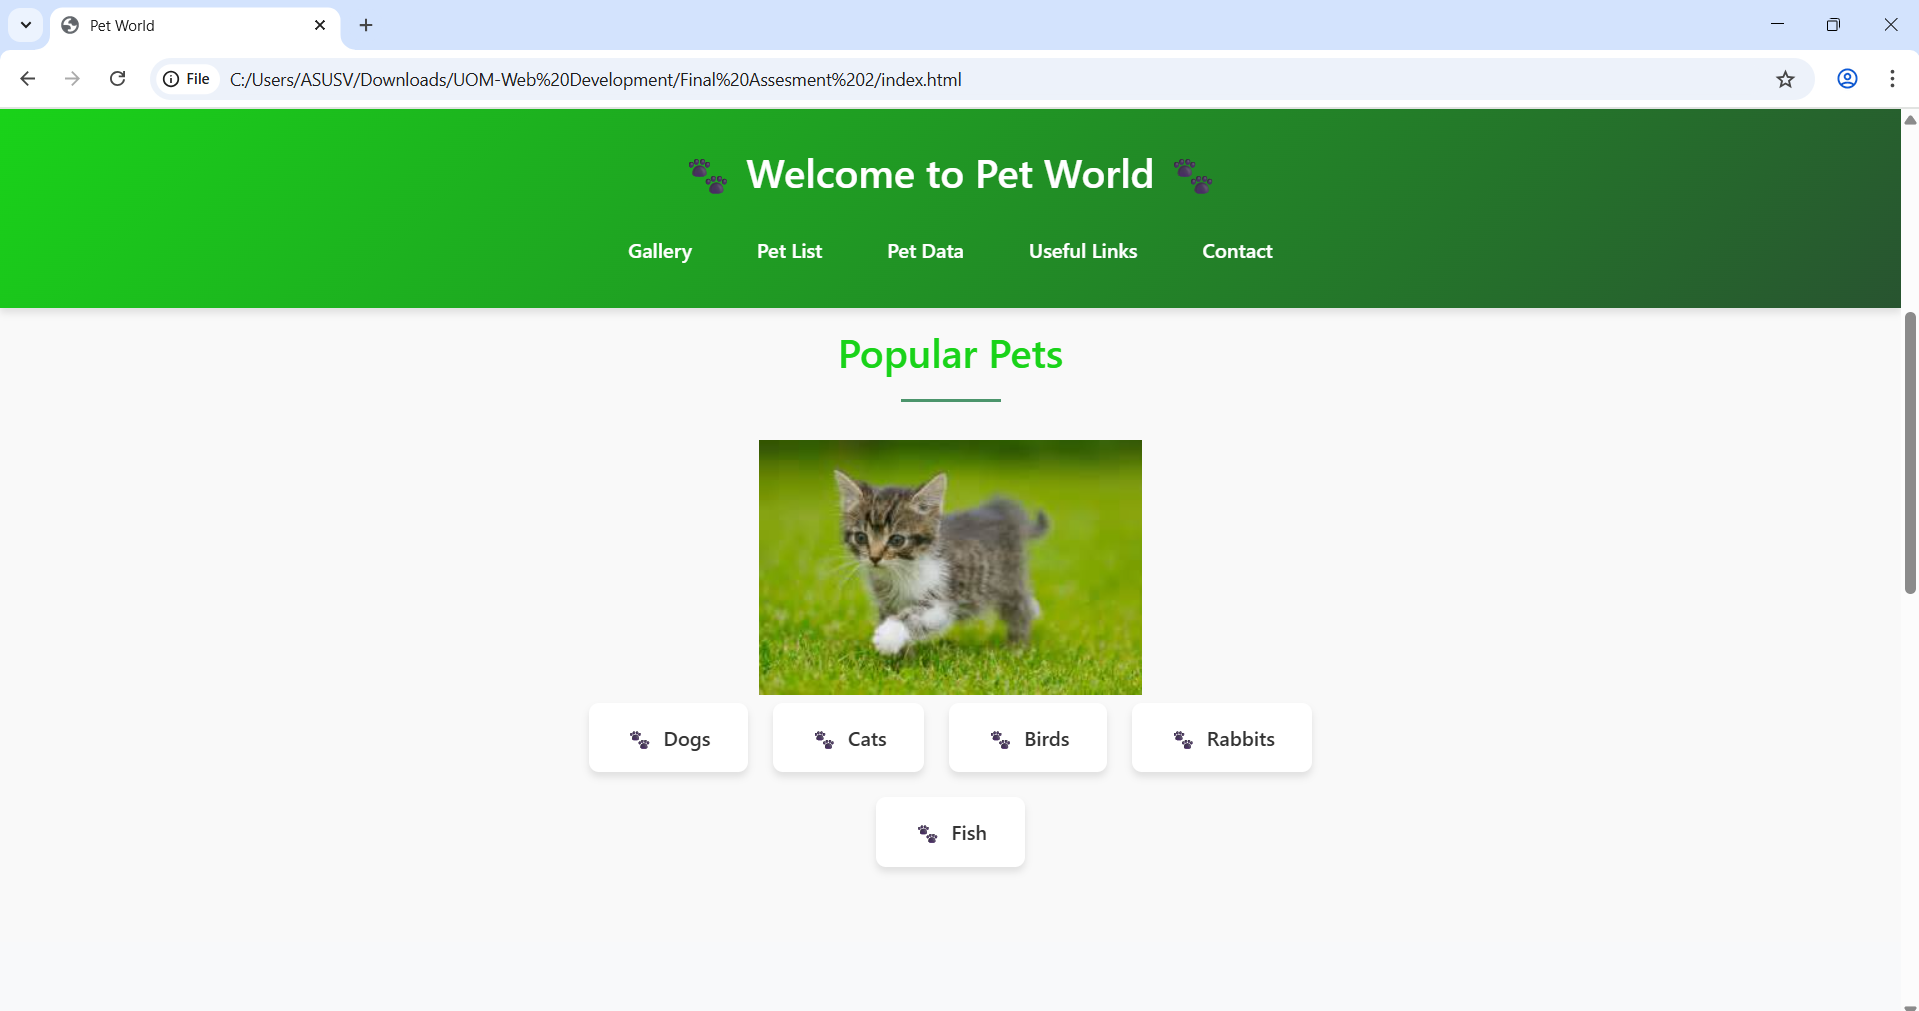 Pet World
File C:/Users/ASUSV/Downloads/UOM-Web%20Development/Final%20Assesment%202/index.html
Welcome to Pet World
Gallery Pet List Pet Data Useful Links Contact
Popular Pets
Dogs Cats Birds Rabbits
Fish